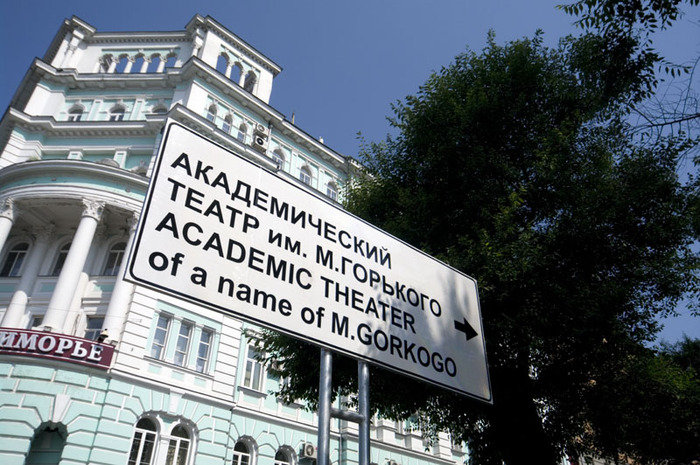 АКАДЕМИЧЕСКИЙ
ТЕАТР им. М.ГОРЬКОГО
ACADEMIC THEATER
of a name of M.GORKOGO
ИМОРЬЕ